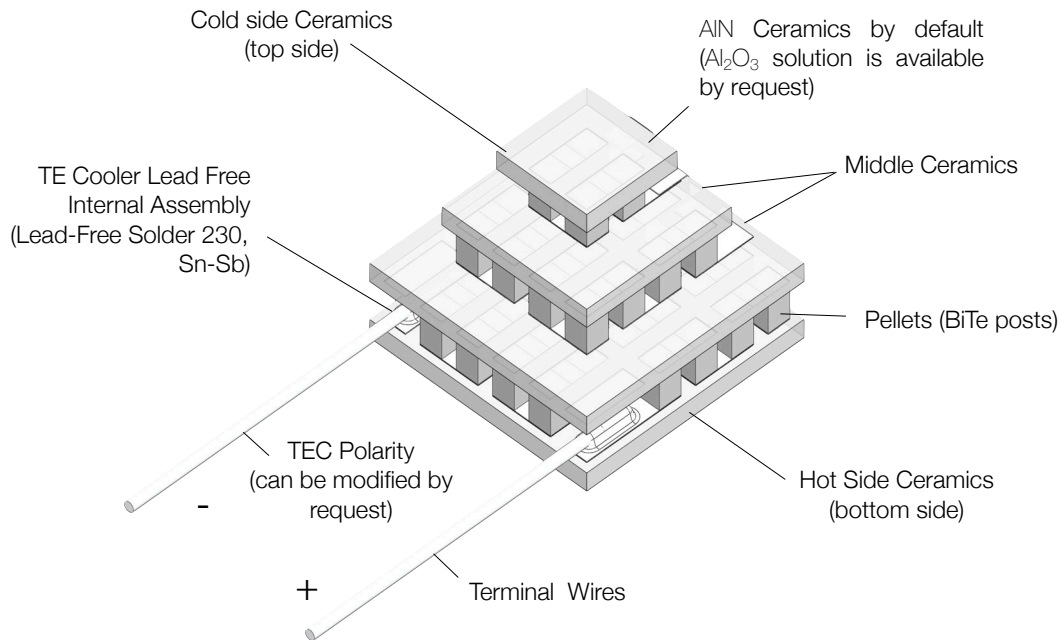 Cold side Ceramics
(top side)
AlN Ceramics by default
(Al₂O₃ solution is available
by request)
TE Cooler Lead Free
Internal Assembly
(Lead-Free Solder 230,
Sn-Sb)
Middle Ceramics
Pellets (BiTe posts)
TEC Polarity
(can be modified by
request)
-
Hot Side Ceramics
(bottom side)
+
Terminal Wires